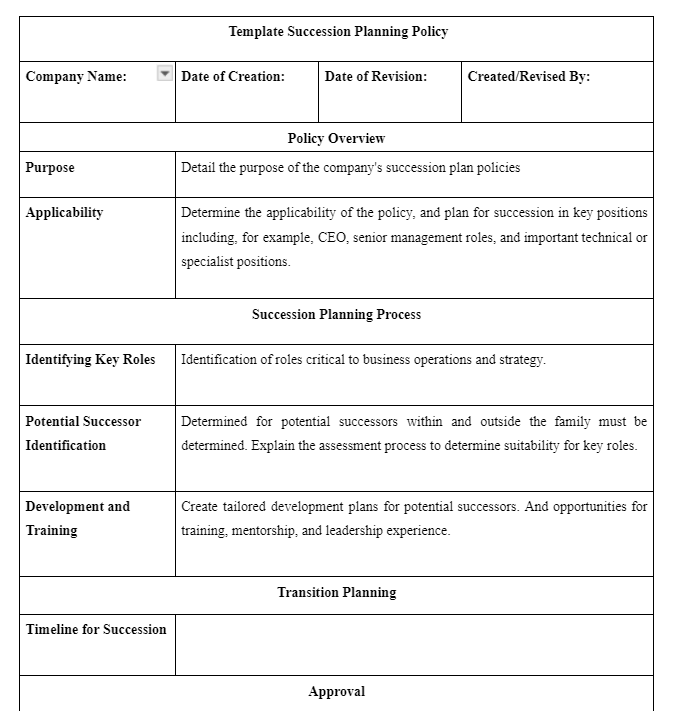 Template Succession Planning Policy
Company Name: Date of Creation: Date of Revision: Created/Revised By:
Policy Overview
Purpose Detail the purpose of the company's succession plan policies
Applicability Determine the applicability of the policy, and plan for succession in key positions
including, for example, CEO, senior management roles, and important technical or
specialist positions.
Succession Planning Process
Identifying Key Roles Identification of roles critical to business operations and strategy.
Potential Successor Determined for potential successors within and outside the family must be
Identification determined. Explain the assessment process to determine suitability for key roles.
Development and Create tailored development plans for potential successors. And opportunities for
Training training, mentorship, and leadership experience.
Transition Planning
Timeline for Succession
Approval